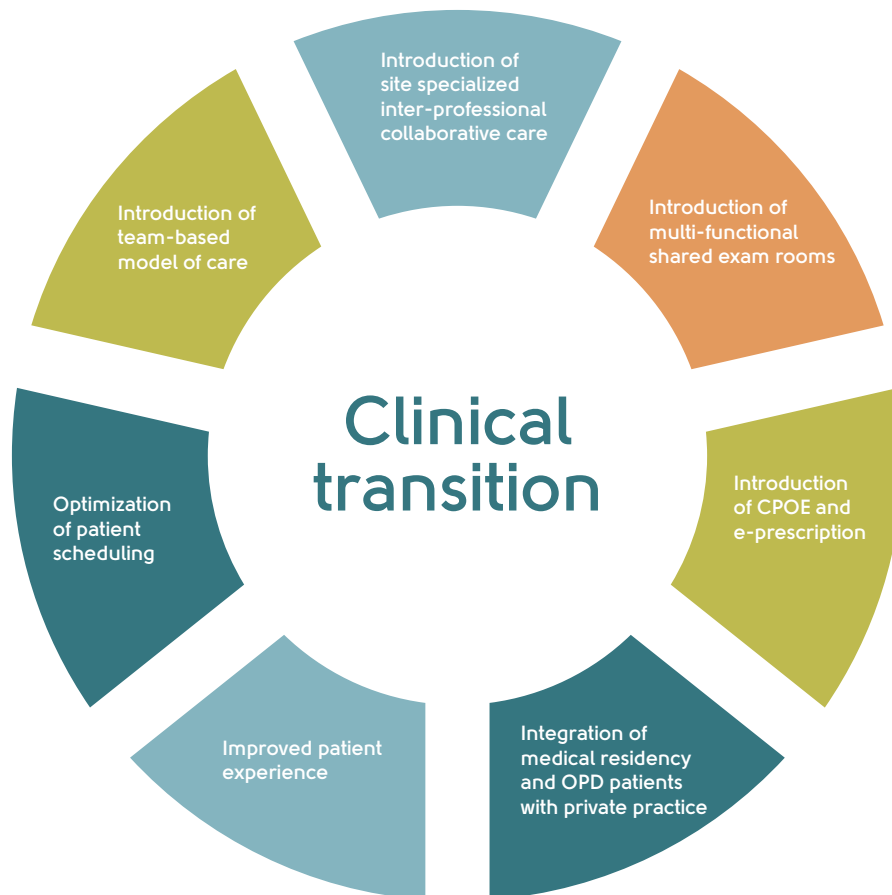 Introduction of
site specialized
inter-professional
collaborative care
Introduction of
multi-functional
shared exam rooms
Introduction
of CPOE and
e-prescription
Integration of
medical residency
and OPD patients
with private practice
Improved patient
experience
Optimization
of patient
scheduling
Introduction of
team-based
model of care
Clinical
transition